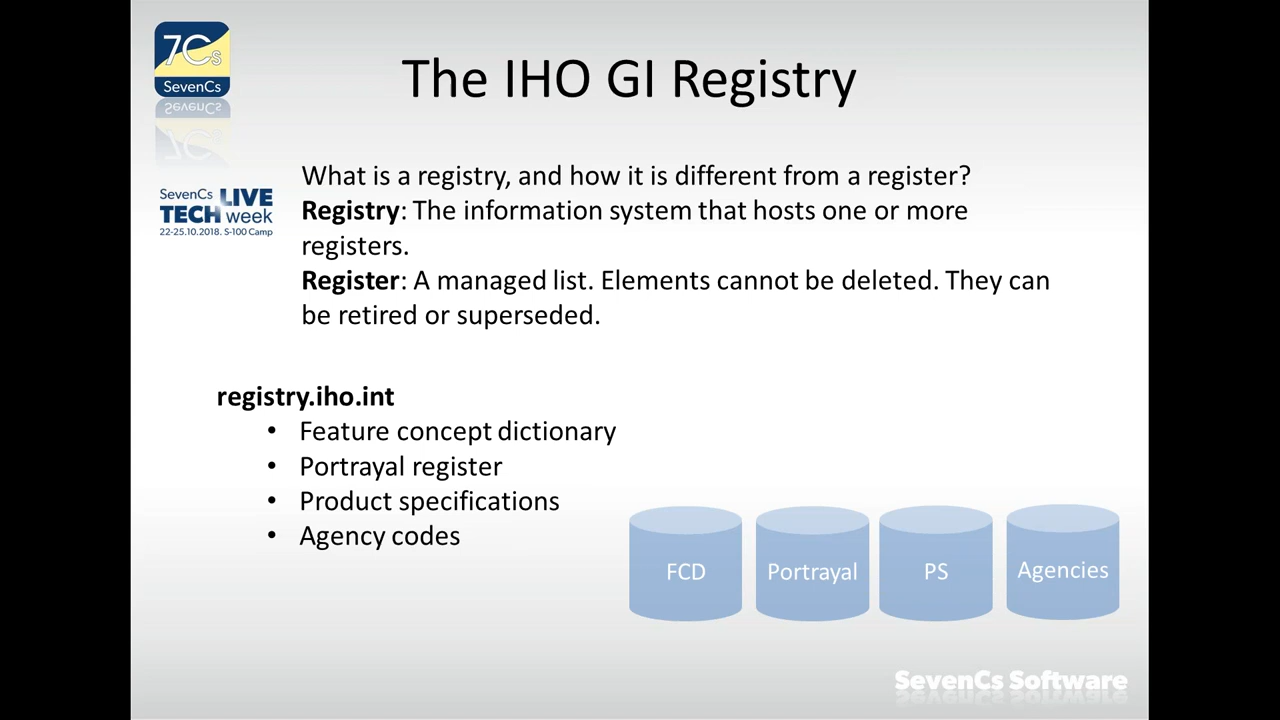 7Cs
SevenCs
The IHO GI Registry
SevenCs LIVE
TECH week
22-25.10.2018. S-100 Camp
What is a registry, and how it is different from a register?
Registry: The information system that hosts one or more
registers.
Register: A managed list. Elements cannot be deleted. They can
be retired or superseded.
registry.iho.int
• Feature concept dictionary
• Portrayal register
• Product specifications
• Agency codes
FCD
Portrayal
PS
Agencies
SevenCs Software